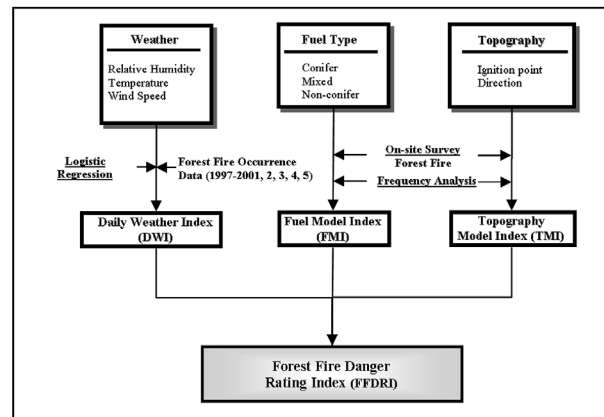 Weather
Relative Humidity
Temperature
Wind Speed
Fuel Type
Conifer
Mixed
Non-conifer
Topography
Ignition point
Direction
Logistic
Regression
Forest Fire Occurrence
Data (1997-2001, 2, 3, 4, 5)
On-site Survey
Forest Fire
Frequency Analysis
Daily Weather Index
(DWI)
Fuel Model Index
(FMI)
Topography
Model Index (TMI)
Forest Fire Danger
Rating Index (FFDRI)